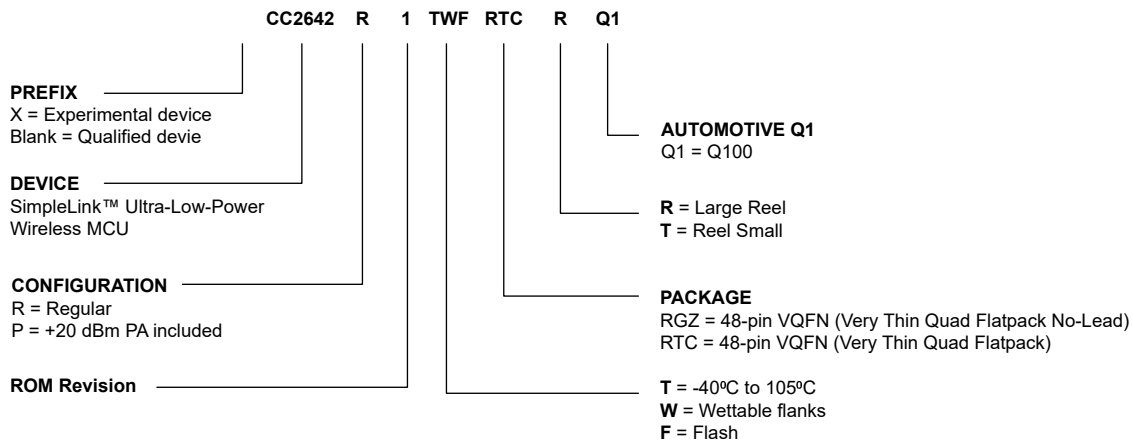 CC2642 R 1 TWF RTC R Q1
PREFIX
X = Experimental device
Blank = Qualified devie
DEVICE
SimpleLink™ Ultra-Low-Power
Wireless MCU
CONFIGURATION
R = Regular
P = +20 dBm PA included
ROM Revision
AUTOMOTIVE Q1
Q1 = Q100
R = Large Reel
T = Reel Small
PACKAGE
RGZ = 48-pin VQFN (Very Thin Quad Flatpack No-Lead)
RTC = 48-pin VQFN (Very Thin Quad Flatpack)
T = -40ºC to 105ºC
W = Wettable flanks
F = Flash